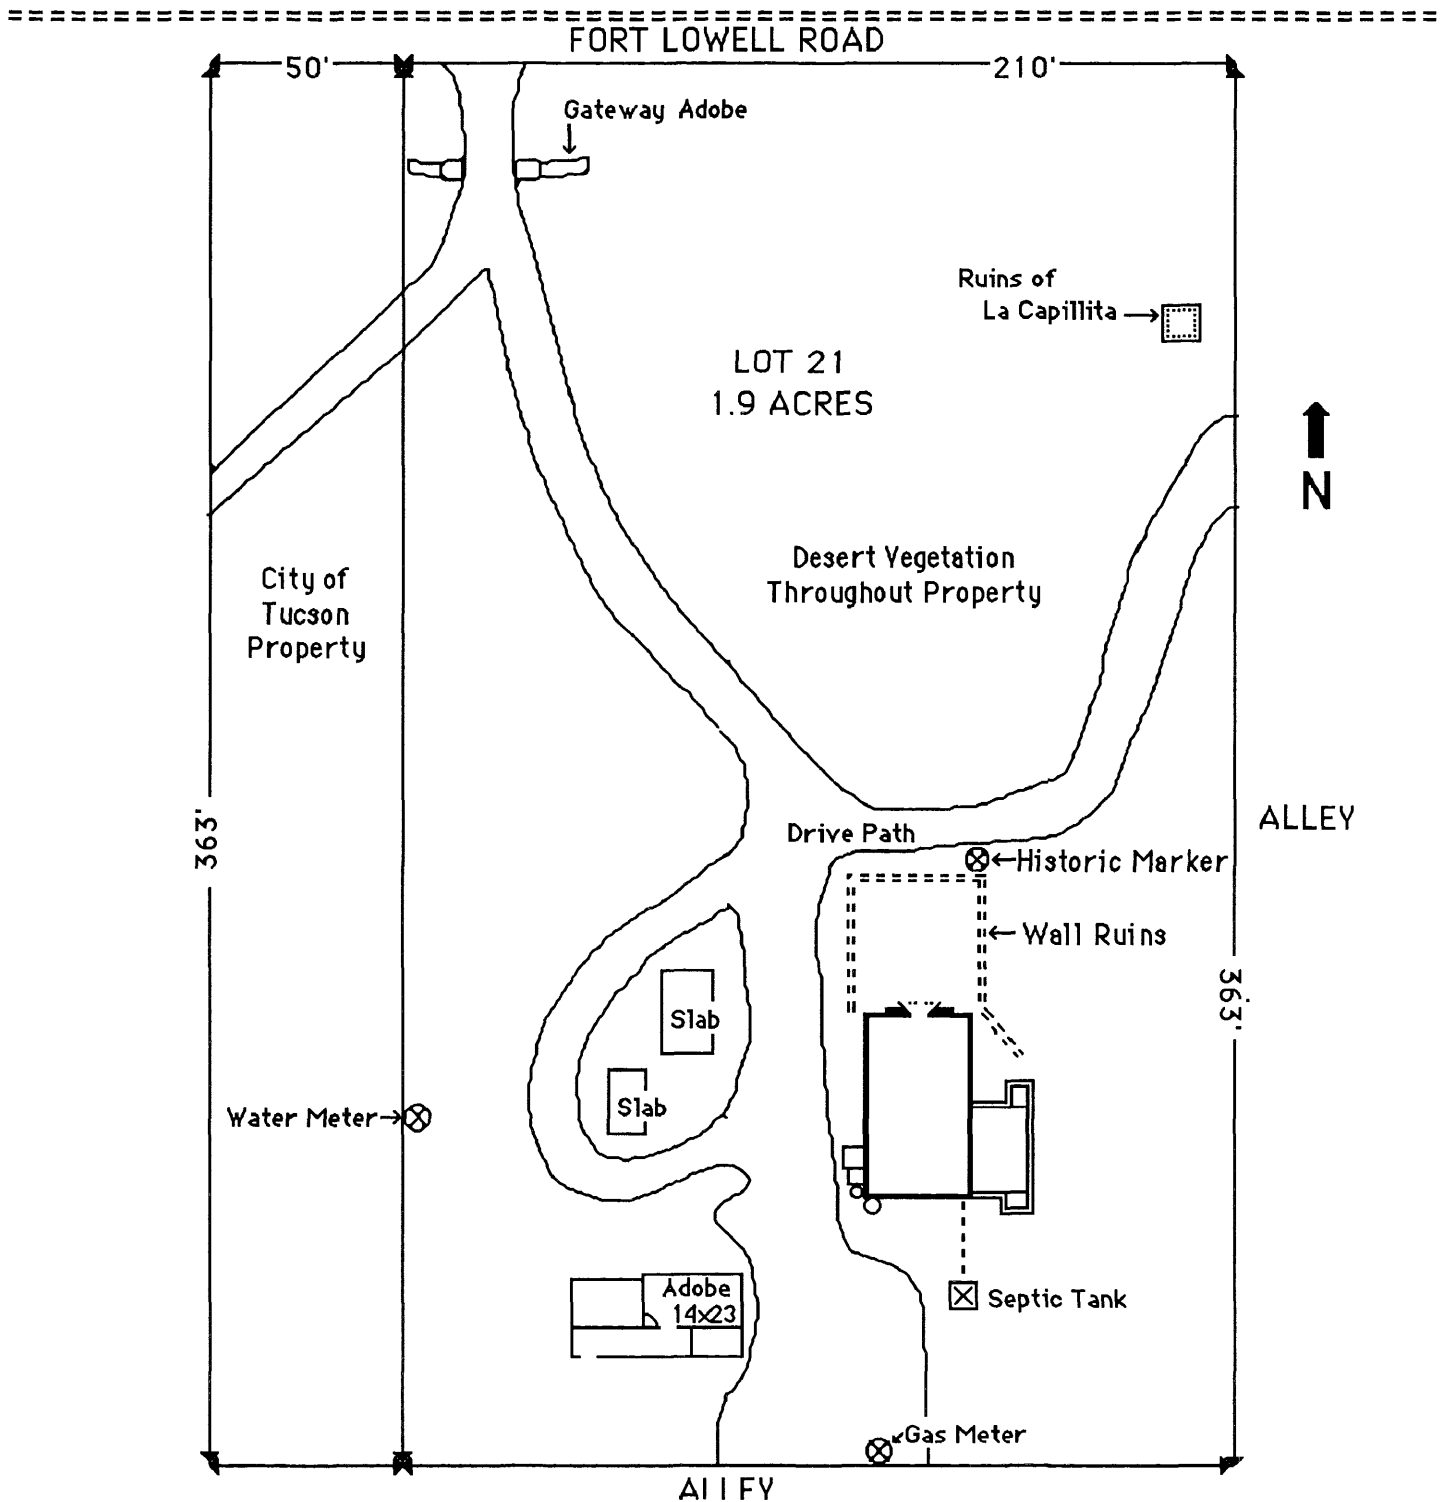 FORT LOWELL ROAD
50'
210'
Gateway Adobe
Ruins of
La Capillita
LOT 21
1.9 ACRES
N
Desert Vegetation
Throughout Property
City of
Tucson
Property
363'
ALLEY
Drive Path
Historic Marker
Wall Ruins
363'
Slab
Slab
Water Meter
Adobe
14x23
Septic Tank
Gas Meter
ALLEY